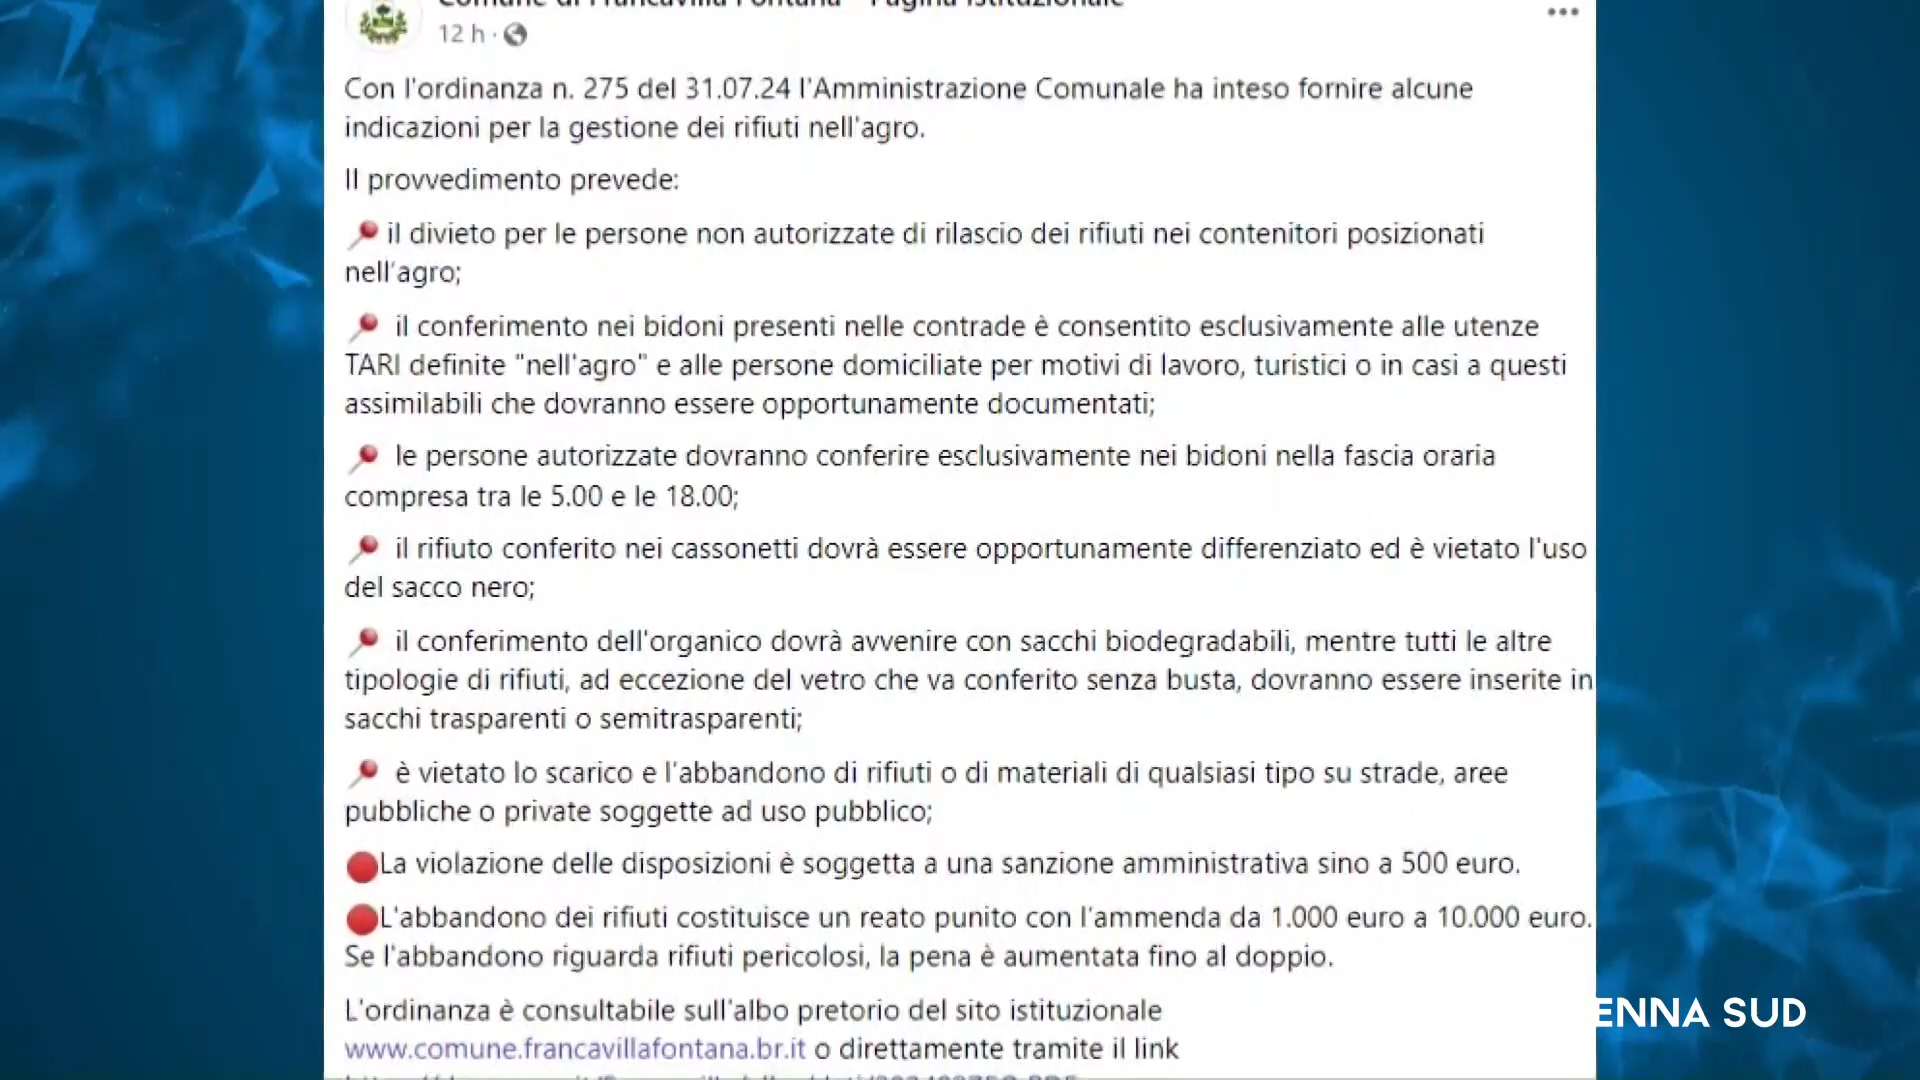 Comune di Francavilla Fontana - Pagina Istituzionale
12 h ·
Con l'ordinanza n. 275 del 31.07.24 l'Amministrazione Comunale ha inteso fornire alcune
indicazioni per la gestione dei rifiuti nell'agro.
Il provvedimento prevede:
📍 il divieto per le persone non autorizzate di rilascio dei rifiuti nei contenitori posizionati
nell'agro;
📍 il conferimento nei bidoni presenti nelle contrade è consentito esclusivamente alle utenze
TARI definite "nell'agro" e alle persone domiciliate per motivi di lavoro, turistici o in casi a questi
assimilabili che dovranno essere opportunamente documentati;
📍 le persone autorizzate dovranno conferire esclusivamente nei bidoni nella fascia oraria
compresa tra le 5.00 e le 18.00;
📍 il rifiuto conferito nei cassonetti dovrà essere opportunamente differenziato ed è vietato l'uso
del sacco nero;
📍 il conferimento dell'organico dovrà avvenire con sacchi biodegradabili, mentre tutti le altre
tipologie di rifiuti, ad eccezione del vetro che va conferito senza busta, dovranno essere inserite in
sacchi trasparenti o semitrasparenti;
📍 è vietato lo scarico e l'abbandono di rifiuti o di materiali di qualsiasi tipo su strade, aree
pubbliche o private soggette ad uso pubblico;
🔴La violazione delle disposizioni è soggetta a una sanzione amministrativa sino a 500 euro.
🔴L'abbandono dei rifiuti costituisce un reato punito con l'ammenda da 1.000 euro a 10.000 euro.
Se l'abbandono riguarda rifiuti pericolosi, la pena è aumentata fino al doppio.
L'ordinanza è consultabile sull'albo pretorio del sito istituzionale
www.comune.francavillafontana.br.it o direttamente tramite il link
ENNA SUD